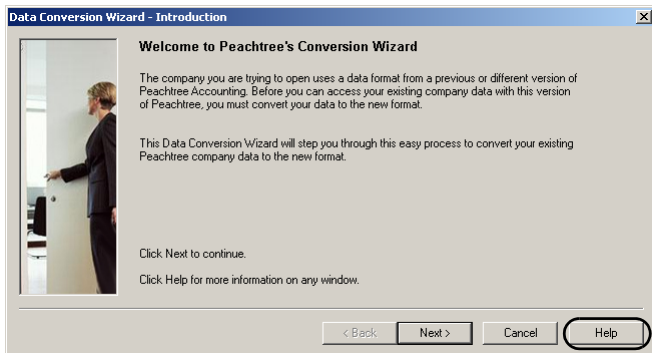 Data Conversion Wizard - Introduction
Welcome to Peachtree's Conversion Wizard
The company you are trying to open uses a data format from a previous or different version of
Peachtree Accounting. Before you can access your existing company data with this version
of Peachtree, you must convert your data to the new format.
This Data Conversion Wizard will step you through this easy process to convert your existing
Peachtree company data to the new format.
Click Next to continue.
Click Help for more information on any window.
< Back Next > Cancel Help